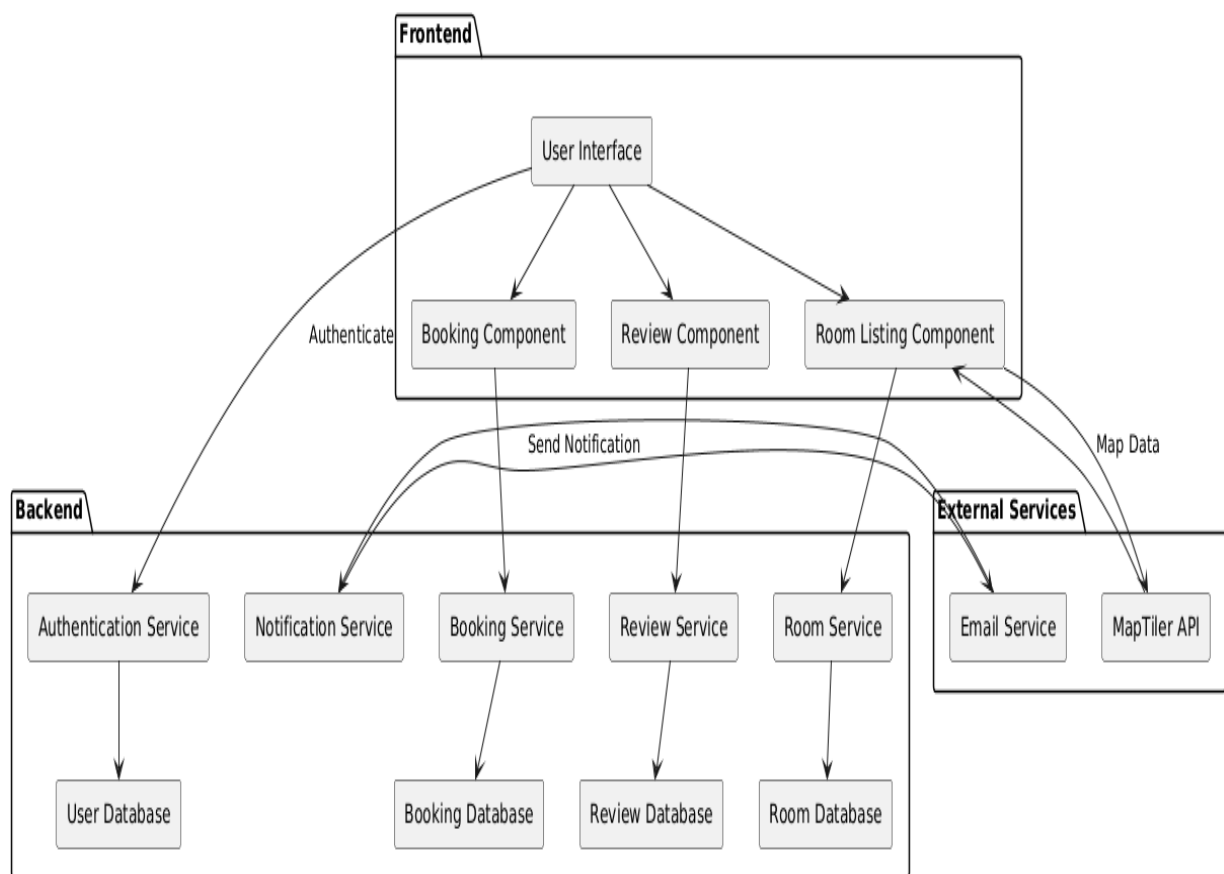 Frontend
User Interface
Authenticate
Booking Component
Review Component
Room Listing Component
Send Notification
Map Data
Backend
External Services
Authentication Service
Notification Service
Booking Service
Review Service
Room Service
Email Service
MapTiler API
User Database
Booking Database
Review Database
Room Database